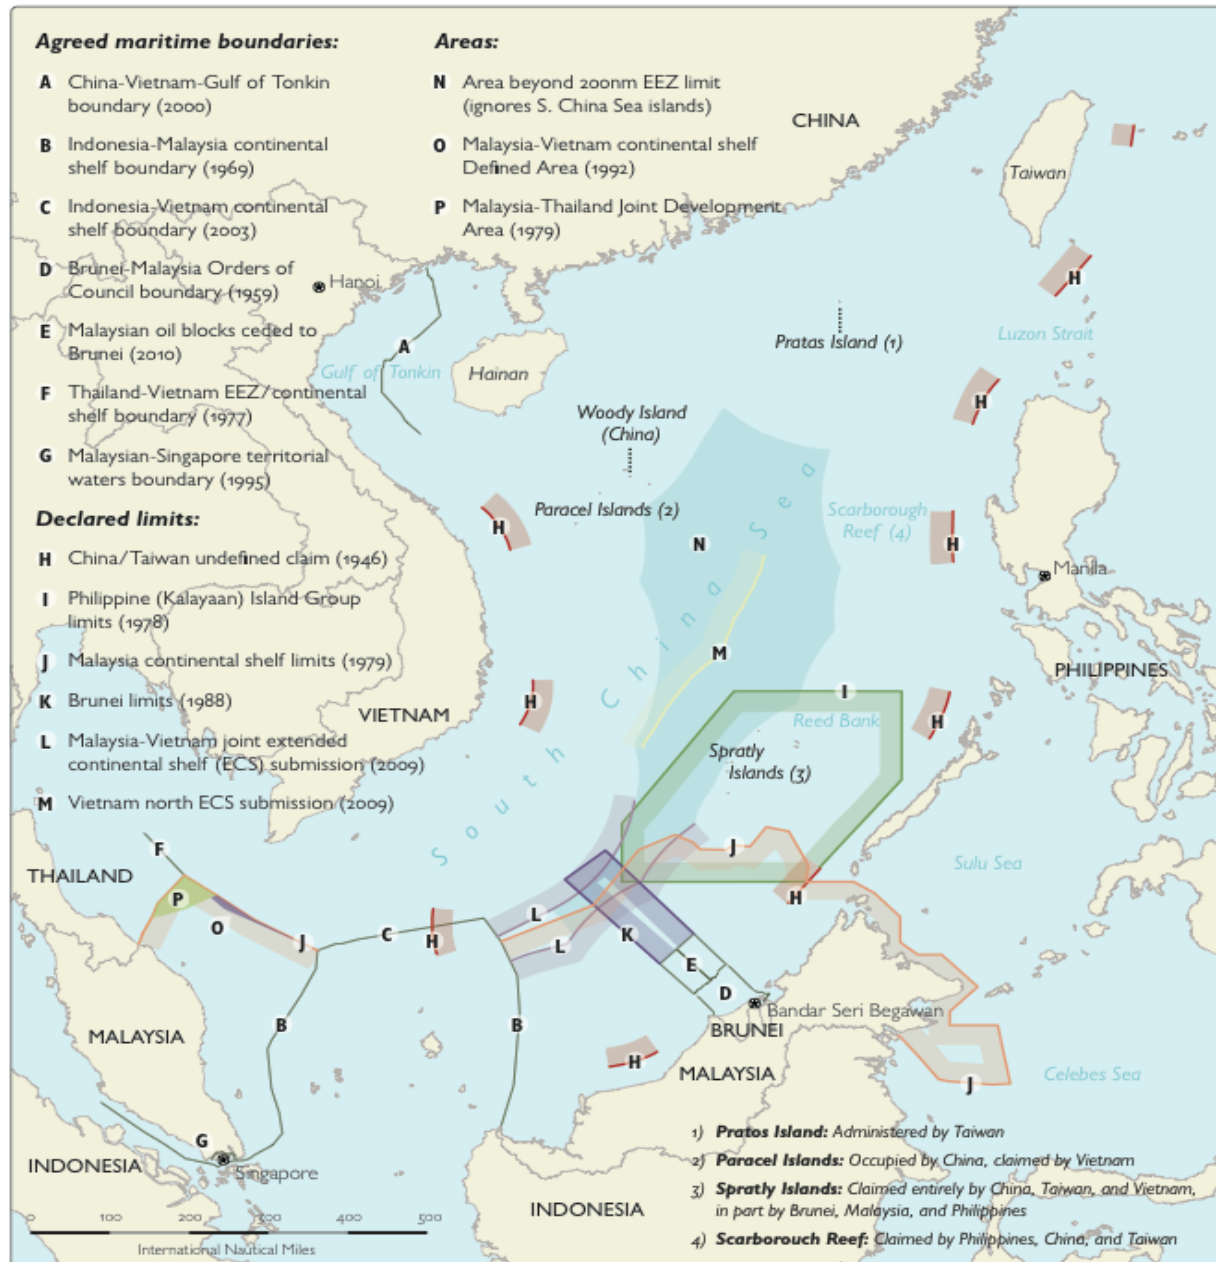 Agreed maritime boundaries:
A China-Vietnam-Gulf of Tonkin
boundary (2000)
B Indonesia-Malaysia continental
shelf boundary (1969)
C Indonesia-Vietnam continental
shelf boundary (2003)
D Brunei-Malaysia Orders of
Council boundary (1959)
E Malaysian oil blocks ceded to
Brunei (2010)
F Thailand-Vietnam EEZ/continental
shelf boundary (1977)
G Malaysian-Singapore territorial
waters boundary (1995)
Declared limits:
H China/Taiwan undefined claim (1946)
I Philippine (Kalayaan) Island Group
limits (1978)
J Malaysia continental shelf limits (1979)
K Brunei limits (1988)
L Malaysia-Vietnam joint extended
continental shelf (ECS) submission (2009)
M Vietnam north ECS submission (2009)
Areas:
N Area beyond 200nm EEZ limit
(ignores S. China Sea islands)
O Malaysia-Vietnam continental shelf
Defined Area (1992)
P Malaysia-Thailand Joint Development
Area (1979)
CHINA
Taiwan
Hanoi
H
Luzon Strait
Pratas Island (1)
A
Gulf of Tonkin
Hainan
H
Woody Island
(China)
Paracel Islands (2)
Scarborough
Reef (4)
H
N
H
Manila
South China Sea
M
PHILIPPINES
I
H
VIETNAM
Reed Bank
H
Spratly
Islands (3)
F
J
Sulu Sea
THAILAND
P
H
O
L
J
C
H
L
K
E
D
Bandar Seri Begawan
B
B
BRUNEI
MALAYSIA
H
MALAYSIA
J
Celebes Sea
G
INDONESIA
Singapore
INDONESIA
0 100 200 300 400 500
International Nautical Miles
1) Pratos Island: Administered by Taiwan
2) Paracel Islands: Occupied by China, claimed by Vietnam
3) Spratly Islands: Claimed entirely by China, Taiwan, and Vietnam,
in part by Brunei, Malaysia, and Philippines
4) Scarborouch Reef: Claimed by Philippines, China, and Taiwan